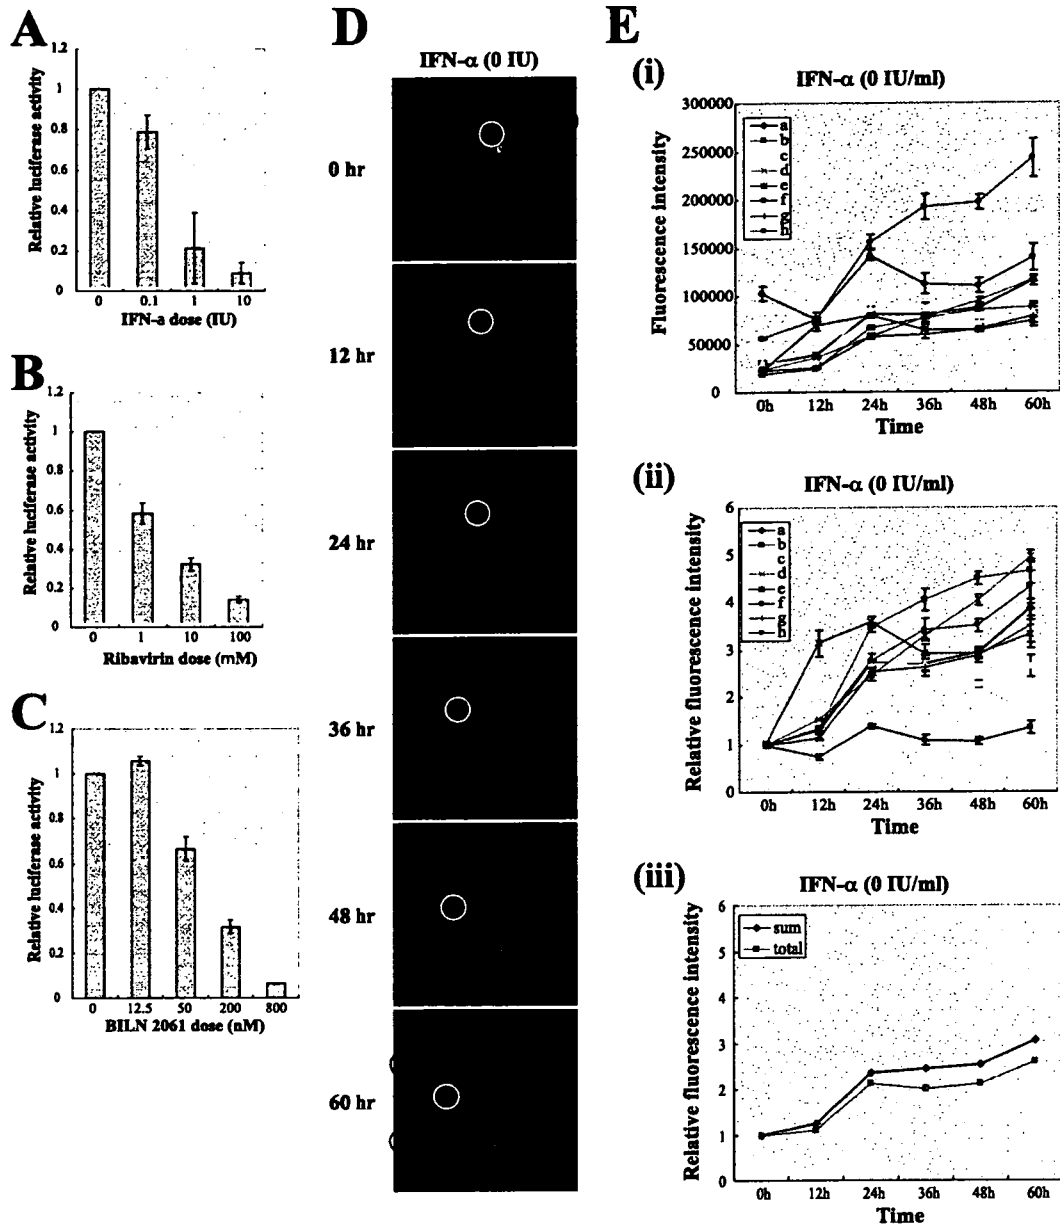 A
1.2
1
0.8
0.6
0.4
0.2
0
Relative luciferase activity
0 0.1 1 10
IFN-a dose (IU)
B
1.2
1
0.8
0.6
0.4
0.2
0
Relative luciferase activity
0 1 10 100
Ribavirin dose (mM)
C
1.2
1
0.8
0.6
0.4
0.2
0
Relative luciferase activity
0 12.5 50 200 800
BILN 2061 dose (nM)
D
IFN-α (0 IU)
0 hr
12 hr
24 hr
36 hr
48 hr
60 hr
E
(i)
IFN-α (0 IU/ml)
300000
250000
200000
150000
100000
50000
0
Fluorescence intensity
a
b
c
d
e
f
g
h
0h 12h 24h 36h 48h 60h
Time
(ii)
IFN-α (0 IU/ml)
6
5
4
3
2
1
0
Relative fluorescence intensity
a
b
c
d
e
f
g
h
0h 12h 24h 36h 48h 60h
Time
(iii)
IFN-α (0 IU/ml)
6
5
4
3
2
1
0
Relative fluorescence intensity
sum
total
0h 12h 24h 36h 48h 60h
Time